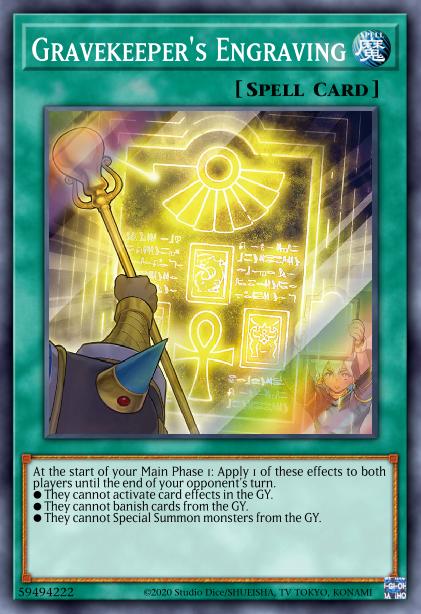 GRAVEKEEPER'S ENGRAVING
SPELL
魔
[ SPELL CARD ]
At the start of your Main Phase 1: Apply 1 of these effects to both
players until the end of your opponent's turn.
● They cannot activate card effects in the GY.
● They cannot banish cards from the GY.
● They cannot Special Summon monsters from the GY.
59494222
©2020 Studio Dice/SHUEISHA, TV TOKYO, KONAMI